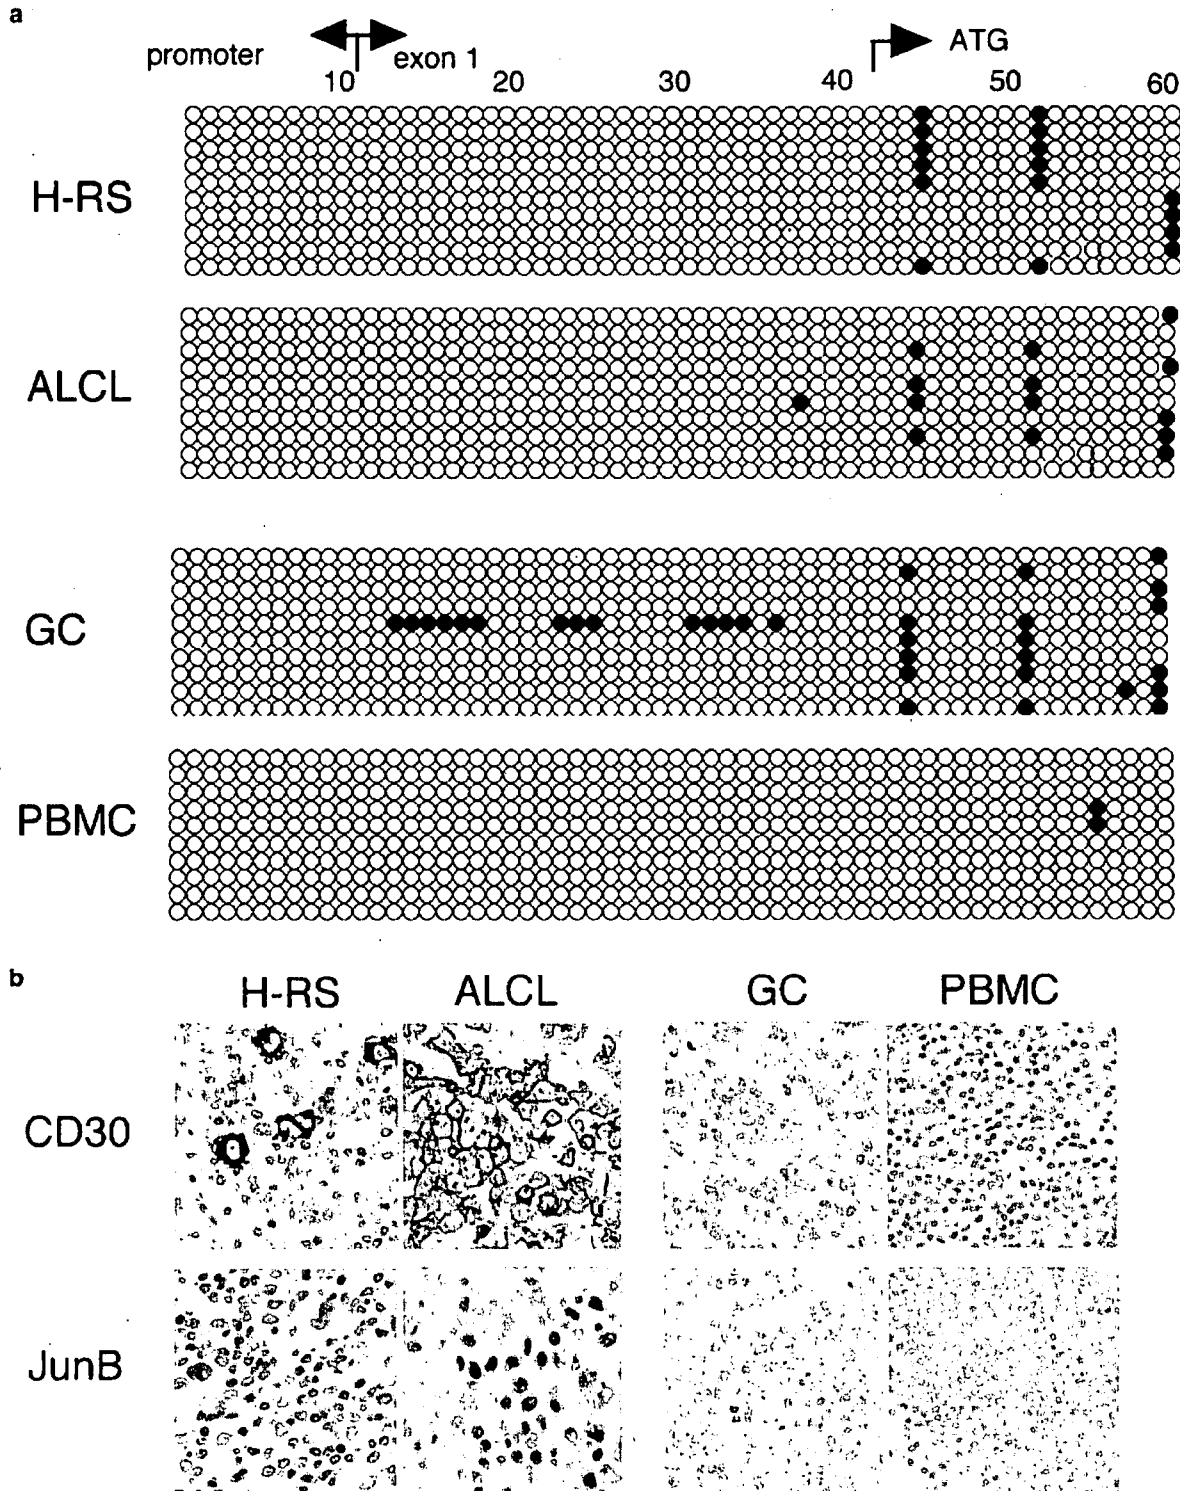 a
promoter exon 1 ATG
10 20 30 40 50 60
H-RS
ALCL
GC
PBMC
b
H-RS ALCL GC PBMC
CD30
JunB